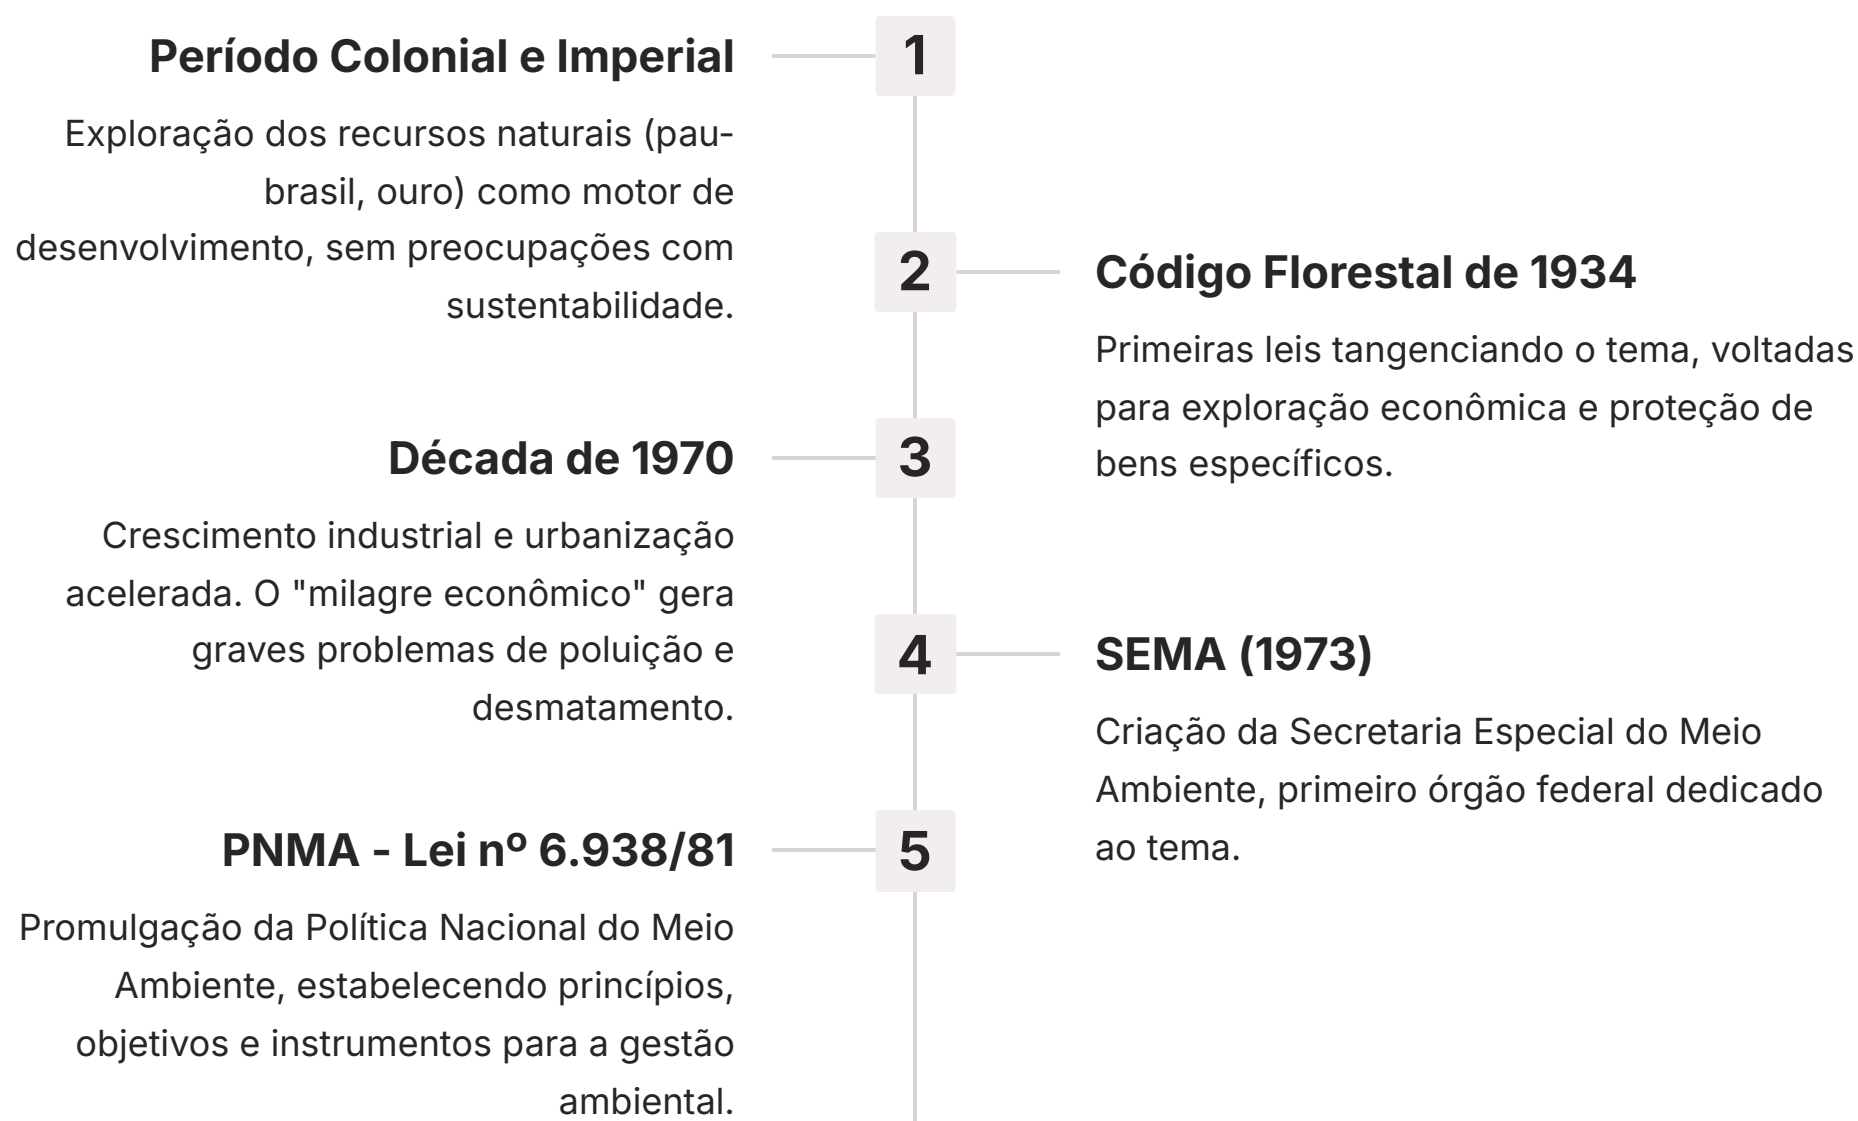 Período Colonial e Imperial
1
Exploração dos recursos naturais (pau-
brasil, ouro) como motor de
desenvolvimento, sem preocupações com
sustentabilidade.
2
Código Florestal de 1934
Primeiras leis tangenciando o tema, voltadas
para exploração econômica e proteção de
bens específicos.
Década de 1970
3
Crescimento industrial e urbanização
acelerada. O "milagre econômico" gera
graves problemas de poluição e
desmatamento.
4
SEMA (1973)
Criação da Secretaria Especial do Meio
Ambiente, primeiro órgão federal dedicado
ao tema.
PNMA - Lei nº 6.938/81
5
Promulgação da Política Nacional do Meio
Ambiente, estabelecendo princípios,
objetivos e instrumentos para a gestão
ambiental.